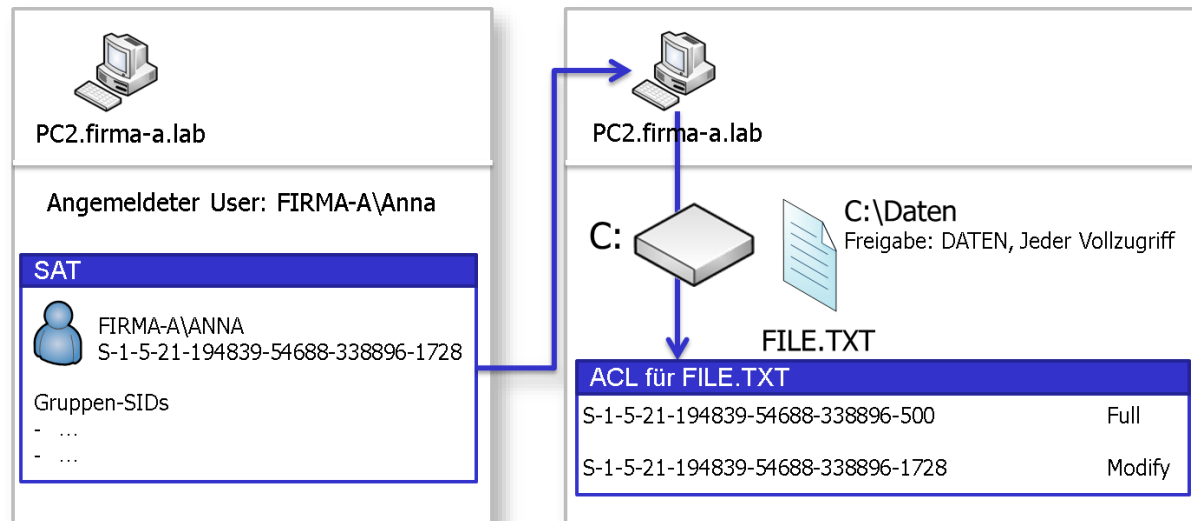 PC2.firma-a.lab
Angemeldeter User: FIRMA-A\Anna
SAT
FIRMA-A\ANNA
S-1-5-21-194839-54688-338896-1728
Gruppen-SIDs
- ...
- ...
PC2.firma-a.lab
C:
C:\Daten
Freigabe: DATEN, Jeder Vollzugriff
FILE.TXT
ACL für FILE.TXT
S-1-5-21-194839-54688-338896-500 Full
S-1-5-21-194839-54688-338896-1728 Modify